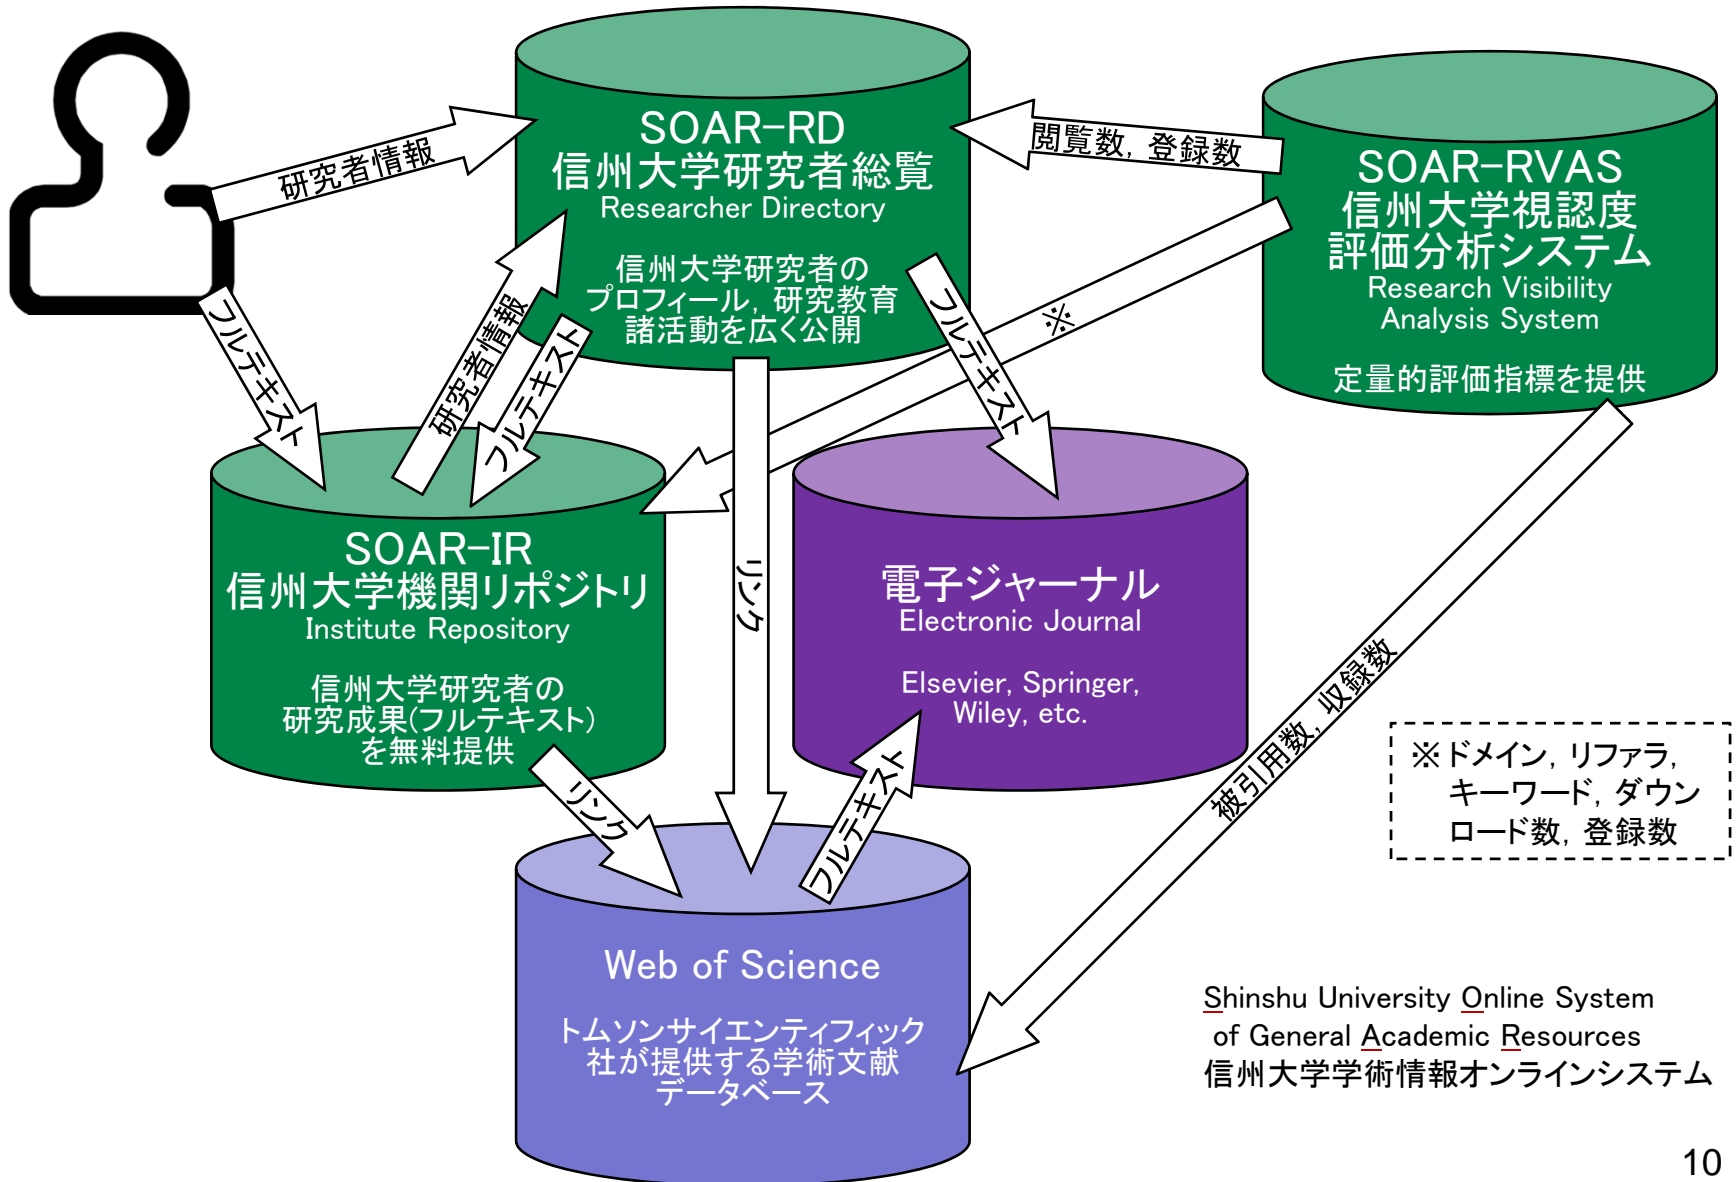 SOAR-RD
信州大学研究者総覧
Researcher Directory
信州大学研究者の
プロフィール, 研究教育
諸活動を広く公開
SOAR-RVAS
信州大学視認度
評価分析システム
Research Visibility
Analysis System
定量的評価指標を提供
研究者情報
閲覧数, 登録数
フルテキスト
研究者情報
フルテキスト
フルテキスト
※
SOAR-IR
信州大学機関リポジトリ
Institute Repository
信州大学研究者の
研究成果(フルテキスト)
を無料提供
リンク
電子ジャーナル
Electronic Journal
Elsevier, Springer,
Wiley, etc.
被引用数, 収録数
※ドメイン, リファラ,
キーワード, ダウン
ロード数, 登録数
リンク
フルテキスト
Web of Science
トムソンサイエンティフィック
社が提供する学術文献
データベース
Shinshu University Online System
of General Academic Resources
信州大学学術情報オンラインシステム
10